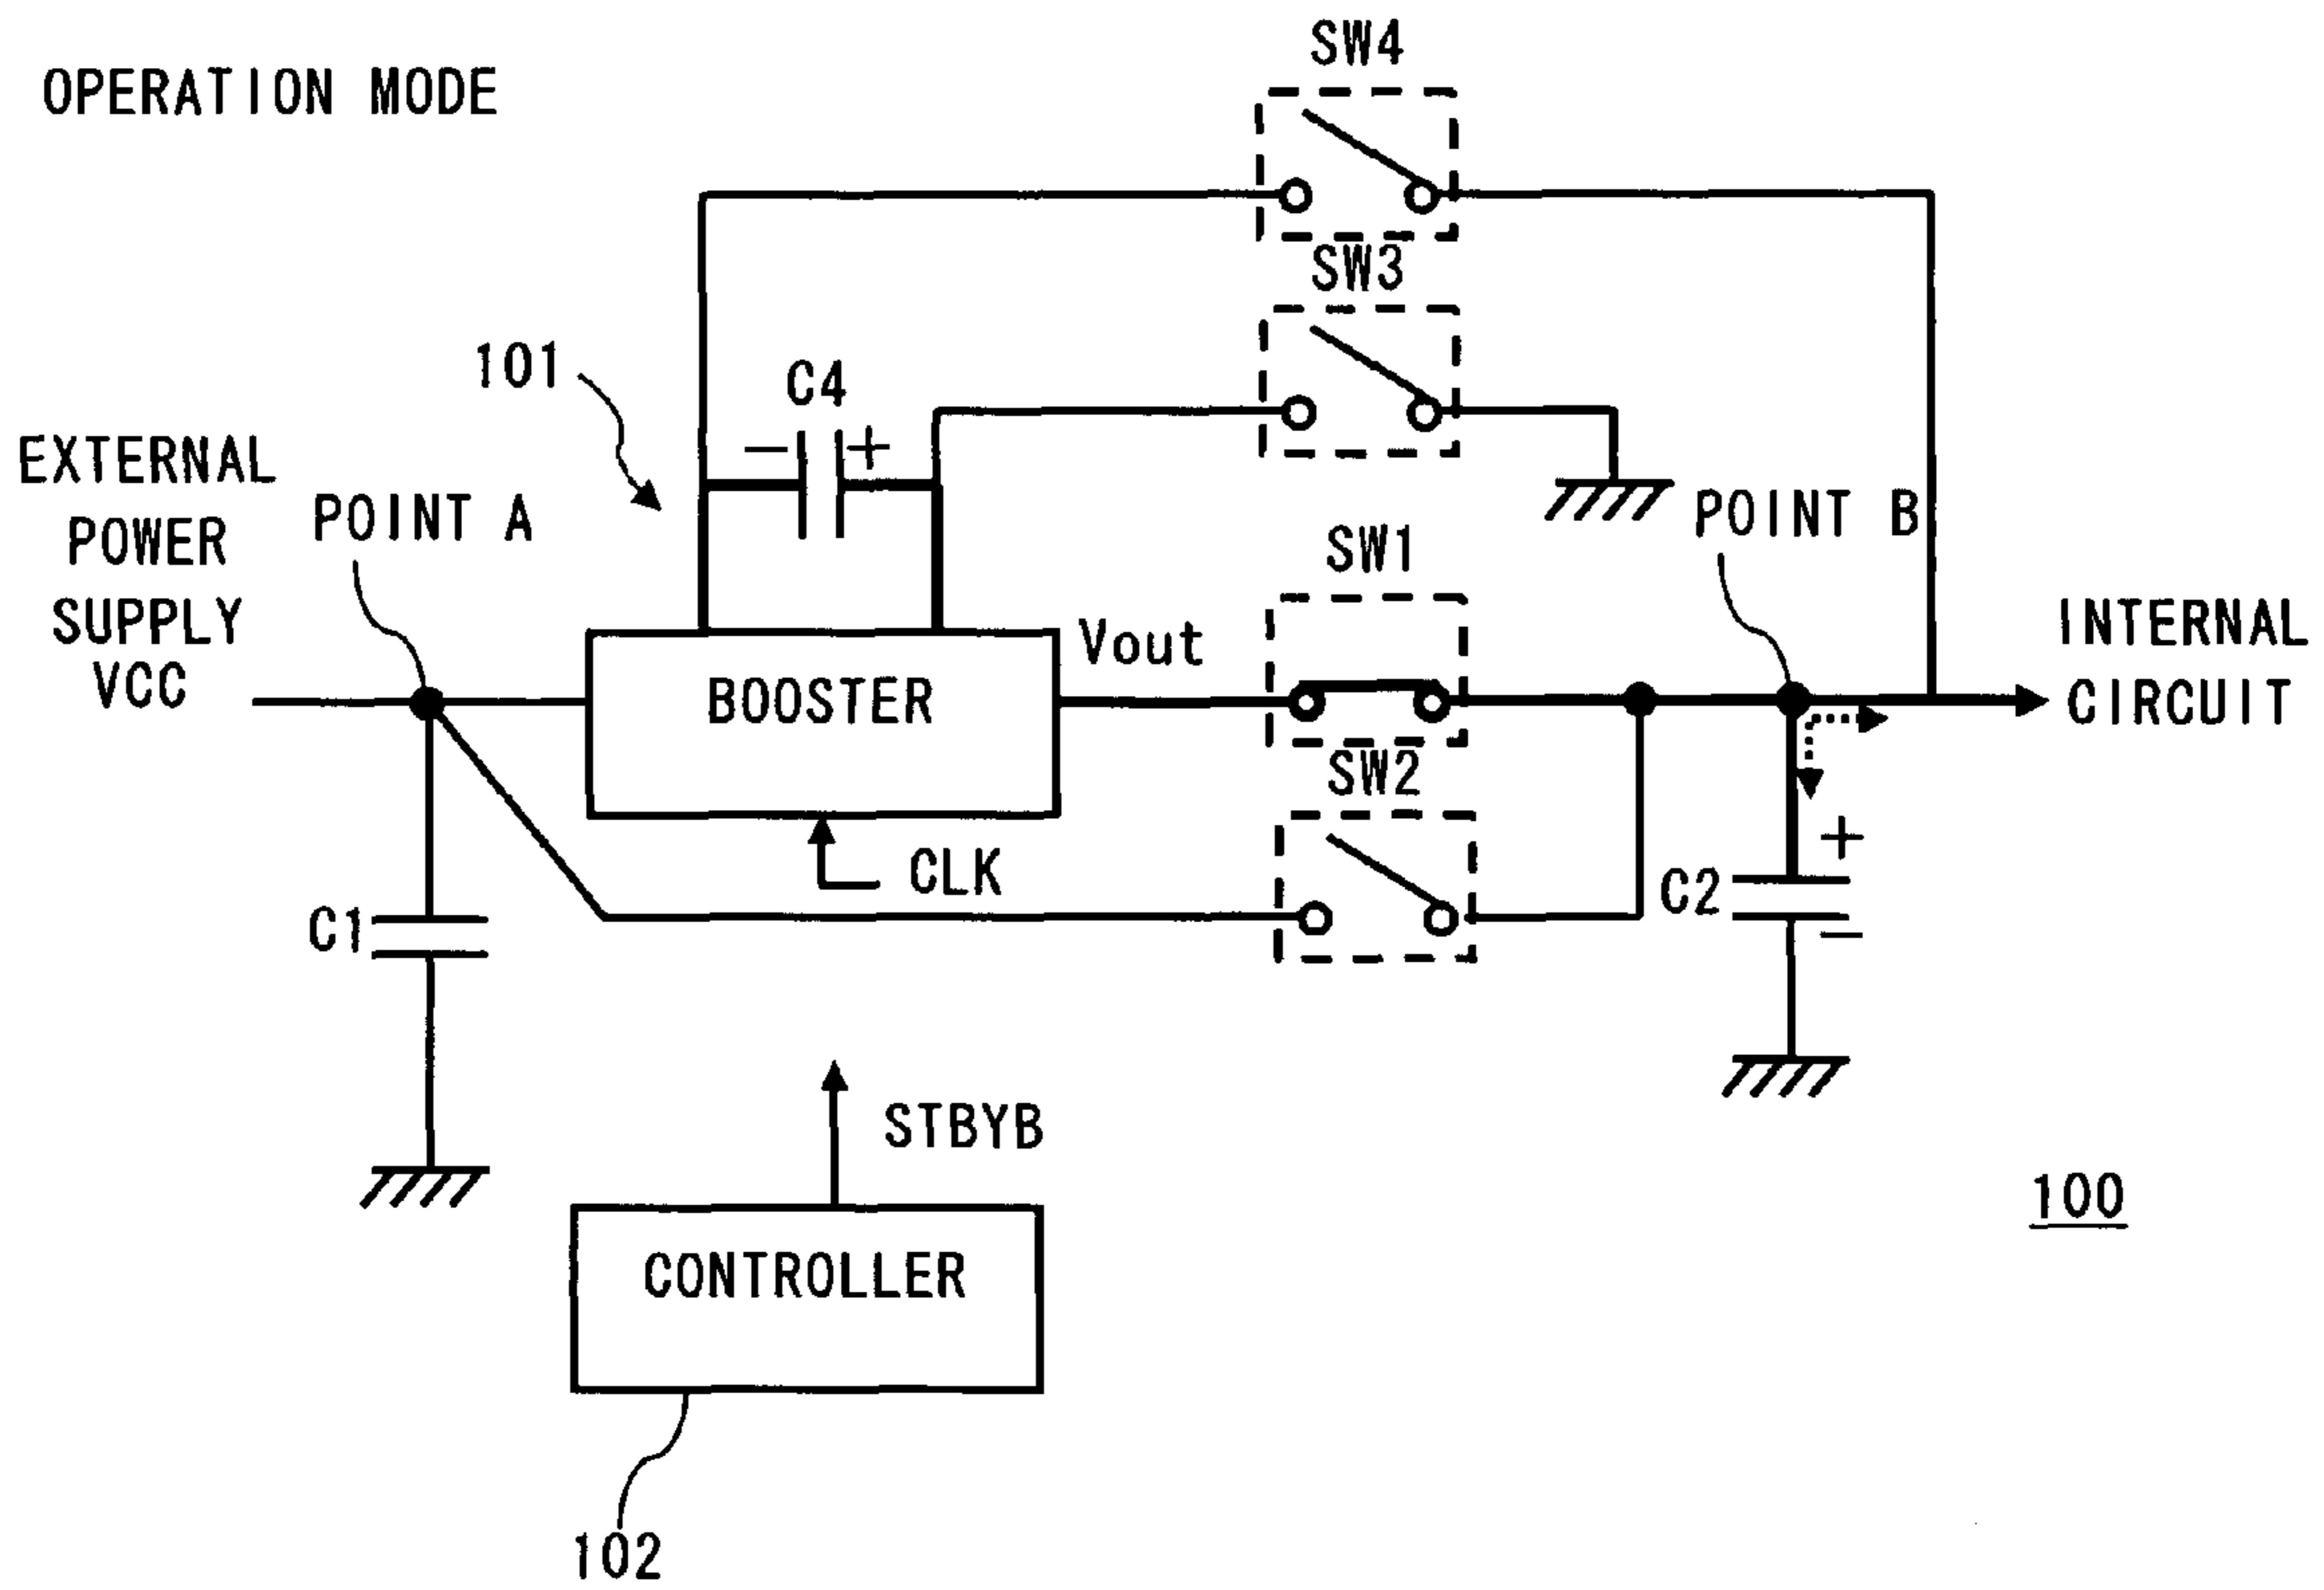 OPERATION MODE
SW4
SW3
101
C4
− +
EXTERNAL
POWER
SUPPLY
VCC
POINT A
POINT B
SW1
Vout
BOOSTER
INTERNAL
CIRCUIT
SW2
CLK
+
C2
−
C1
STBYB
100
CONTROLLER
102